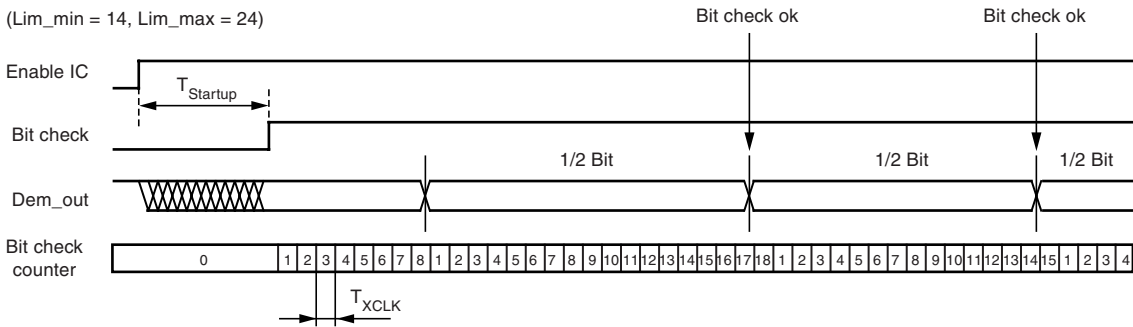 (Lim_min = 14, Lim_max = 24)
Bit check ok
Bit check ok
Enable IC
TStartup
Bit check
1/2 Bit
1/2 Bit
1/2 Bit
Dem_out
Bit check counter
0 1 2 3 4 5 6 7 8 1 2 3 4 5 6 7 8 9 10 11 12 13 14 15 16 17 18 1 2 3 4 5 6 7 8 9 10 11 12 13 14 15 1 2 3 4
TXCLK